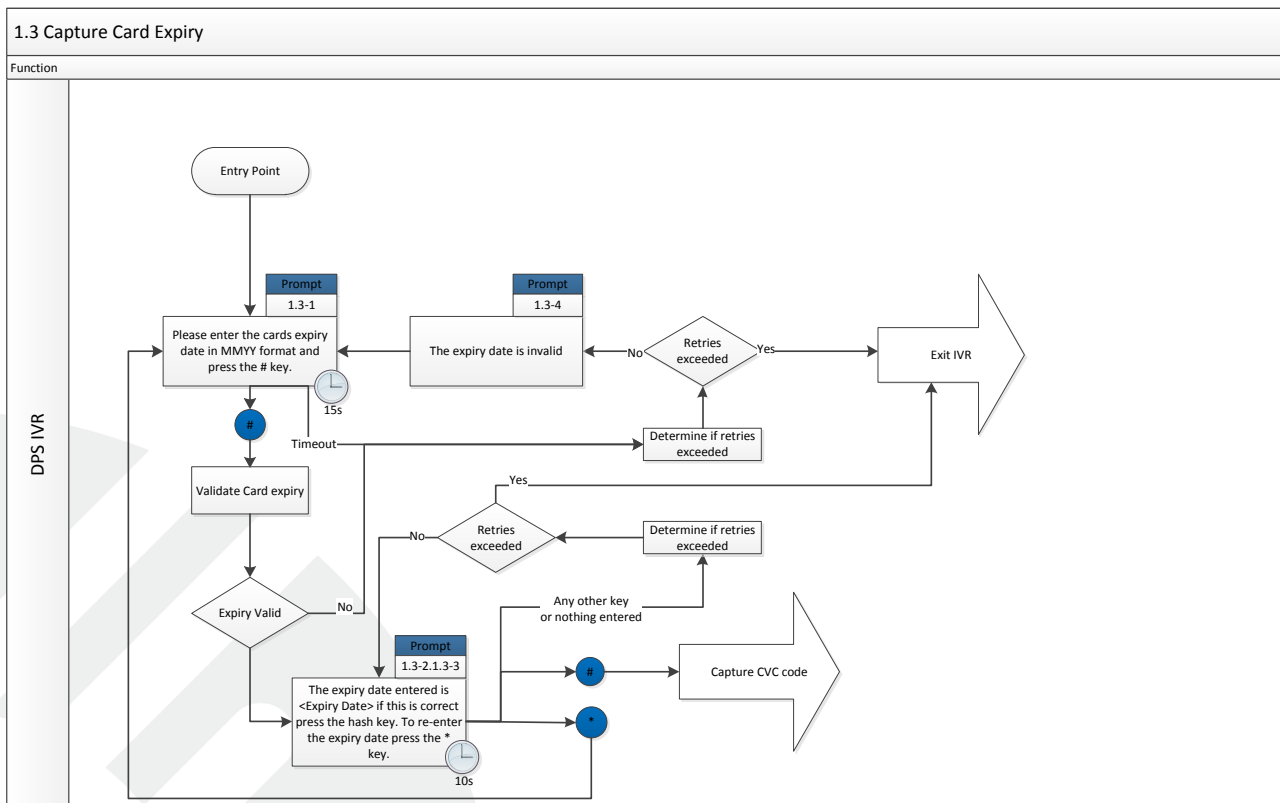 1.3 Capture Card Expiry
Function
DPS IVR
Entry Point
Prompt
1.3-1
Please enter the cards expiry
date in MMYY format and
press the # key.
15s
Prompt
1.3-4
The expiry date is invalid
No
Retries
exceeded
Yes
Exit IVR
#
Timeout
Determine if retries
exceeded
Validate Card expiry
Yes
No
Retries
exceeded
Determine if retries
exceeded
Expiry Valid
No
Any other key
or nothing entered
Prompt
1.3-2.1.3-3
The expiry date entered is
<Expiry Date> if this is correct
press the hash key. To re-enter
the expiry date press the *
key.
10s
#
Capture CVC code
*